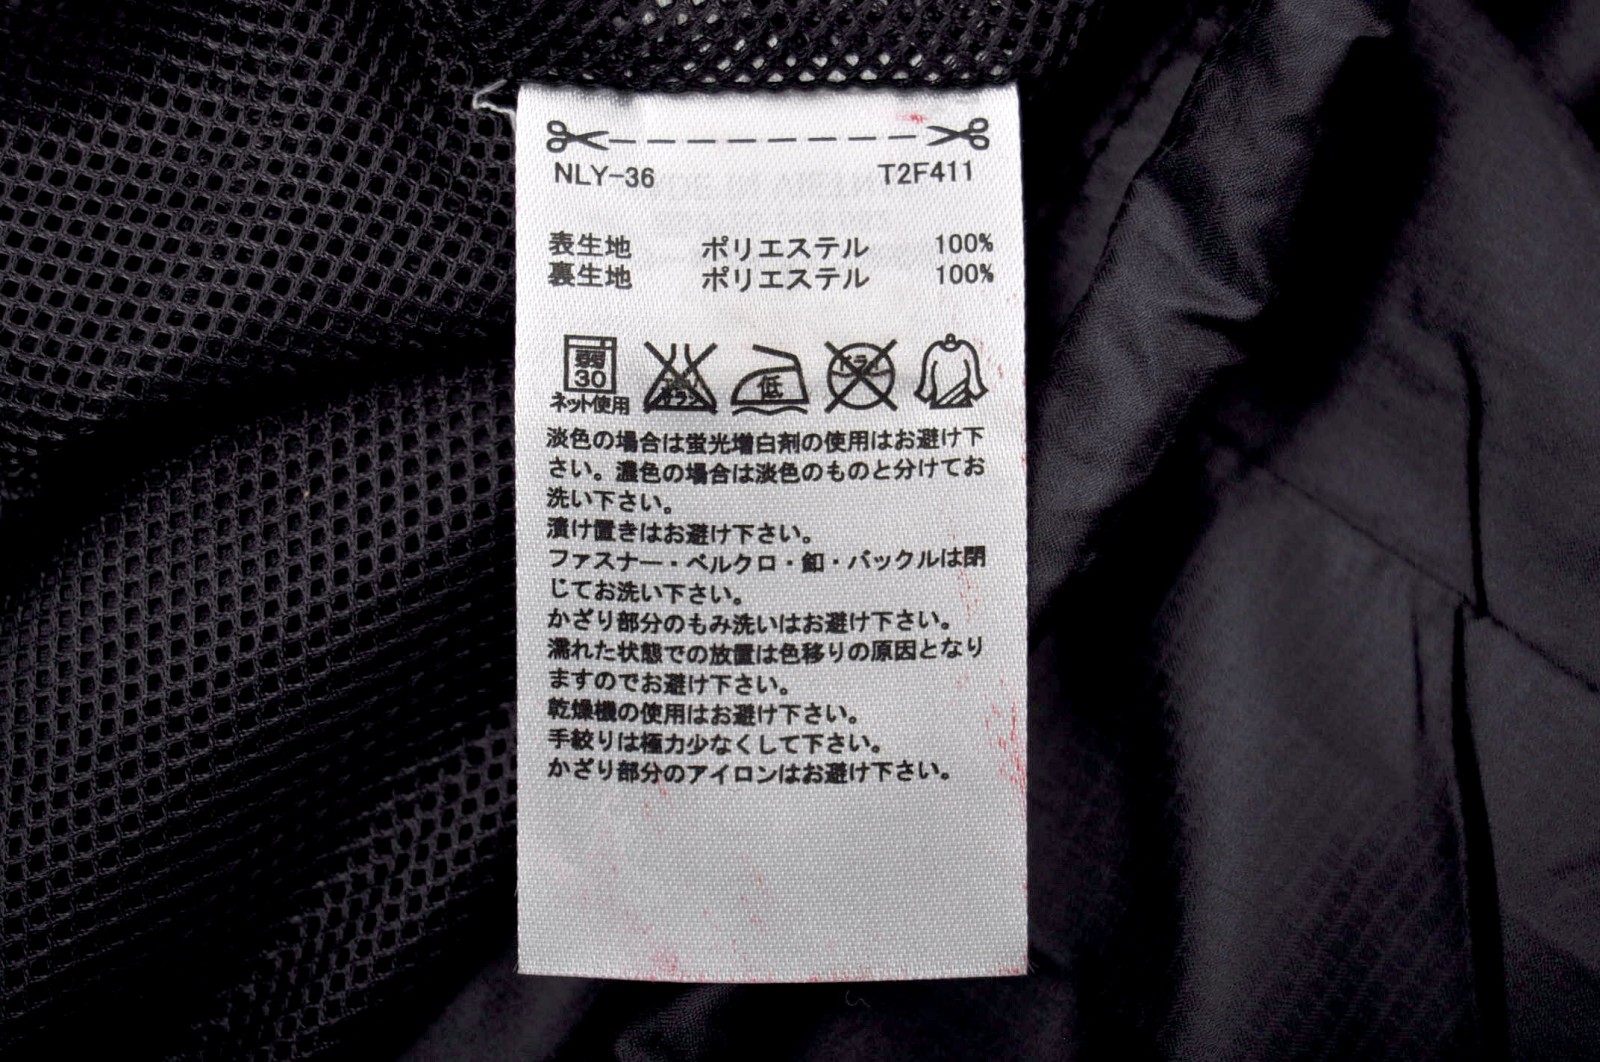 NLY-36 T2F411
表生地 ポリエステル 100%
裏生地 ポリエステル 100%
弱
30
ネット使用
低
淡色の場合は蛍光増白剤の使用はお避け下
さい。濃色の場合は淡色のものと分けてお
洗い下さい。
漬け置きはお避け下さい。
ファスナー・ベルクロ・釦・バックルは閉
じてお洗い下さい。
かざり部分のもみ洗いはお避け下さい。
濡れた状態での放置は色移りの原因となり
ますのでお避け下さい。
乾燥機の使用はお避け下さい。
手絞りは極力少なくして下さい。
かざり部分のアイロンはお避け下さい。